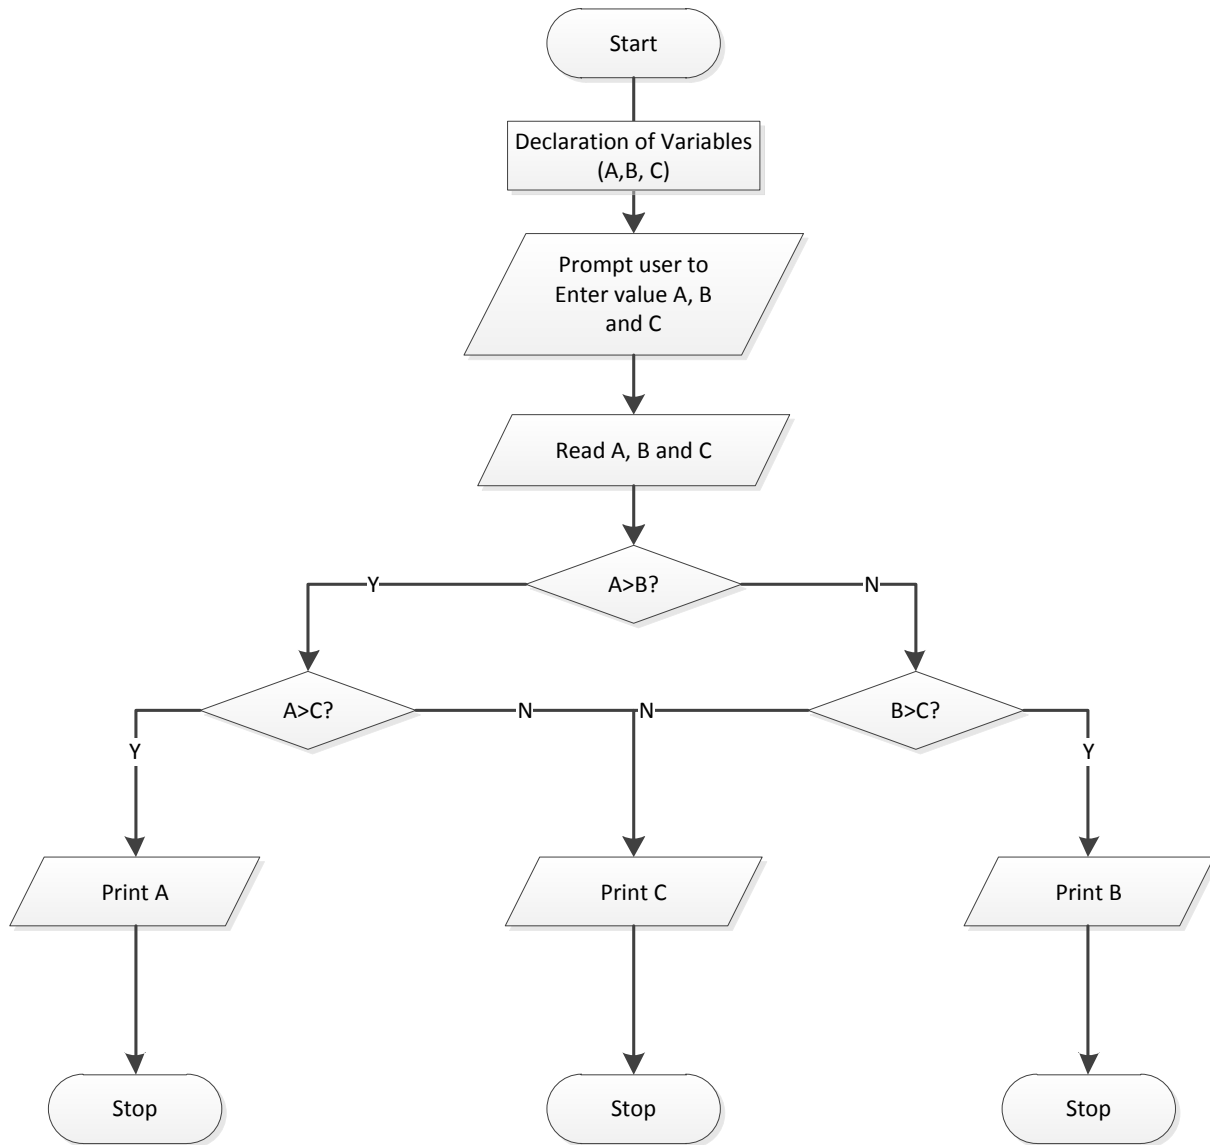 Start
Declaration of Variables
(A,B, C)
Prompt user to
Enter value A, B
and C
Read A, B and C
A>B?
Y
N
A>C?
B>C?
N
N
Y
Y
Print A
Print C
Print B
Stop
Stop
Stop